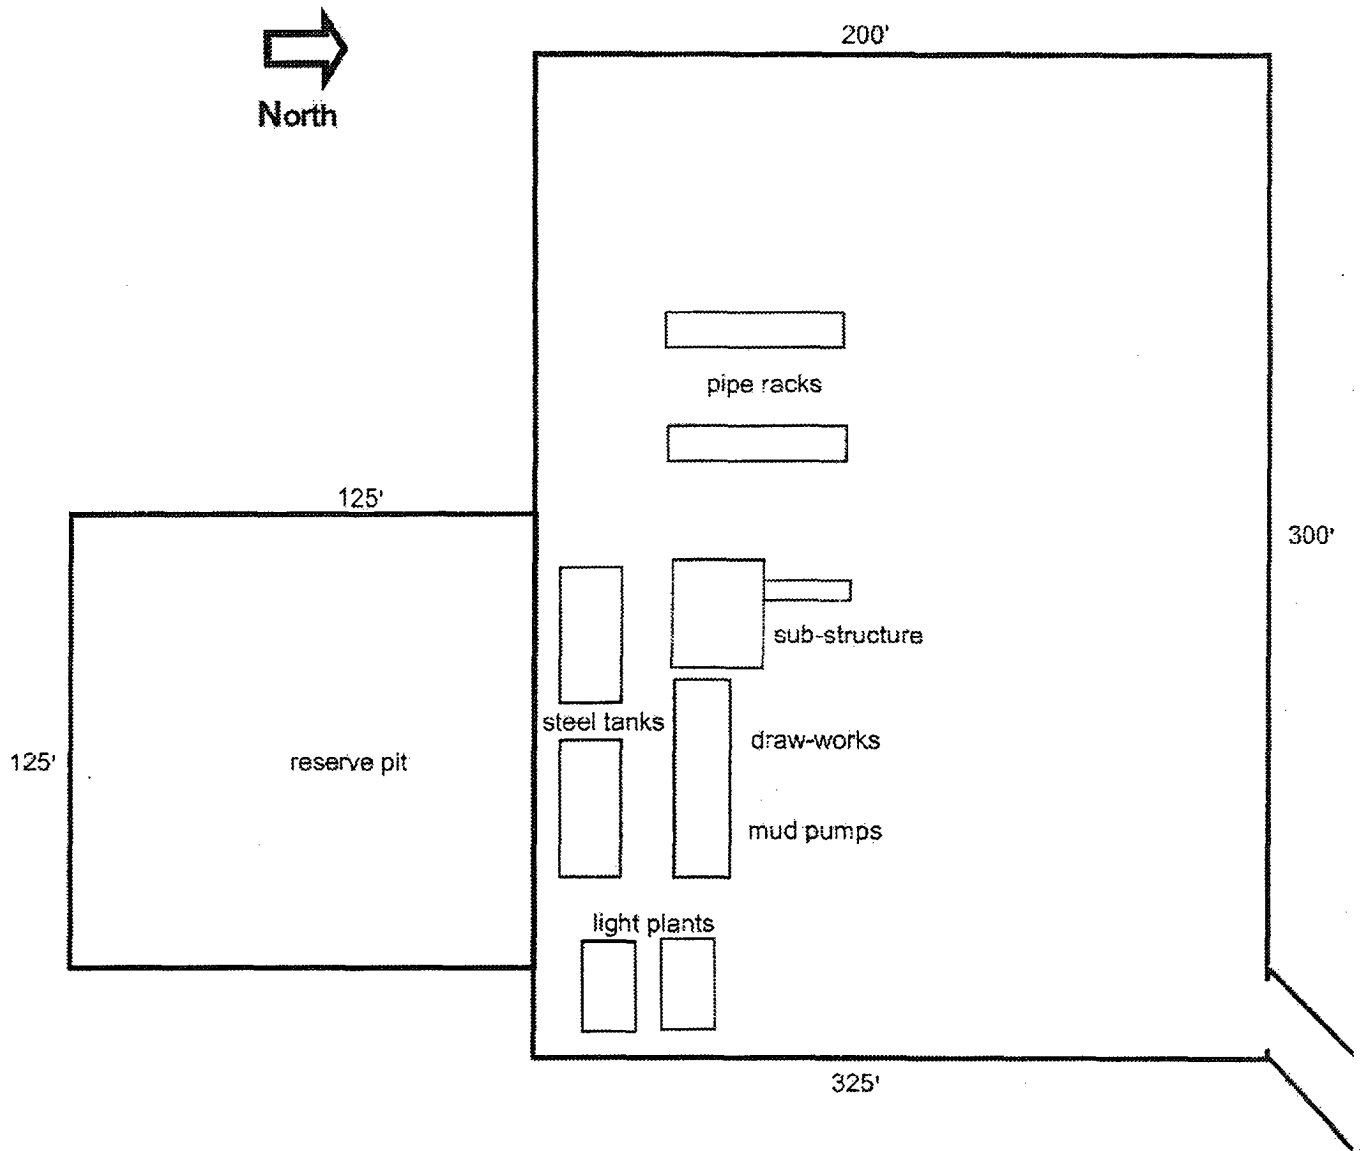 200'
North
pipe racks
125'
300'
sub-structure
steel tanks
draw-works
125'
reserve pit
mud pumps
light plants
325'